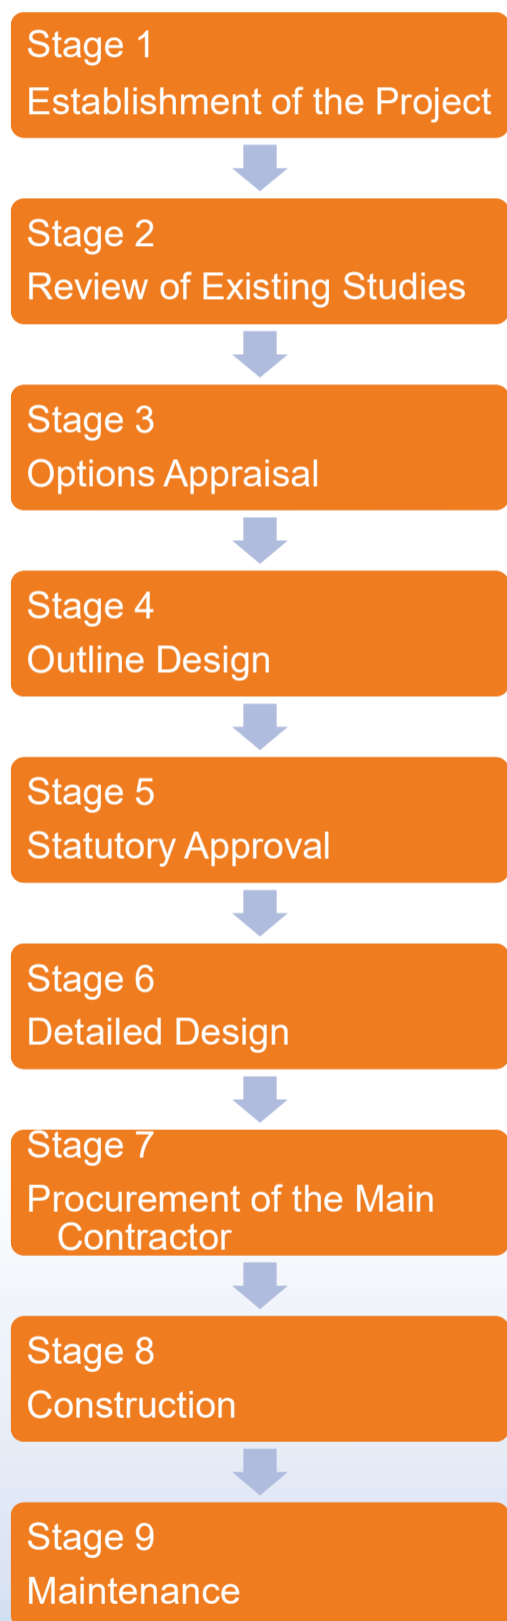 Stage 1
Establishment of the Project
Stage 2
Review of Existing Studies
Stage 3
Options Appraisal
Stage 4
Outline Design
Stage 5
Statutory Approval
Stage 6
Detailed Design
Stage 7
Procurement of the Main
Contractor
Stage 8
Construction
Stage 9
Maintenance